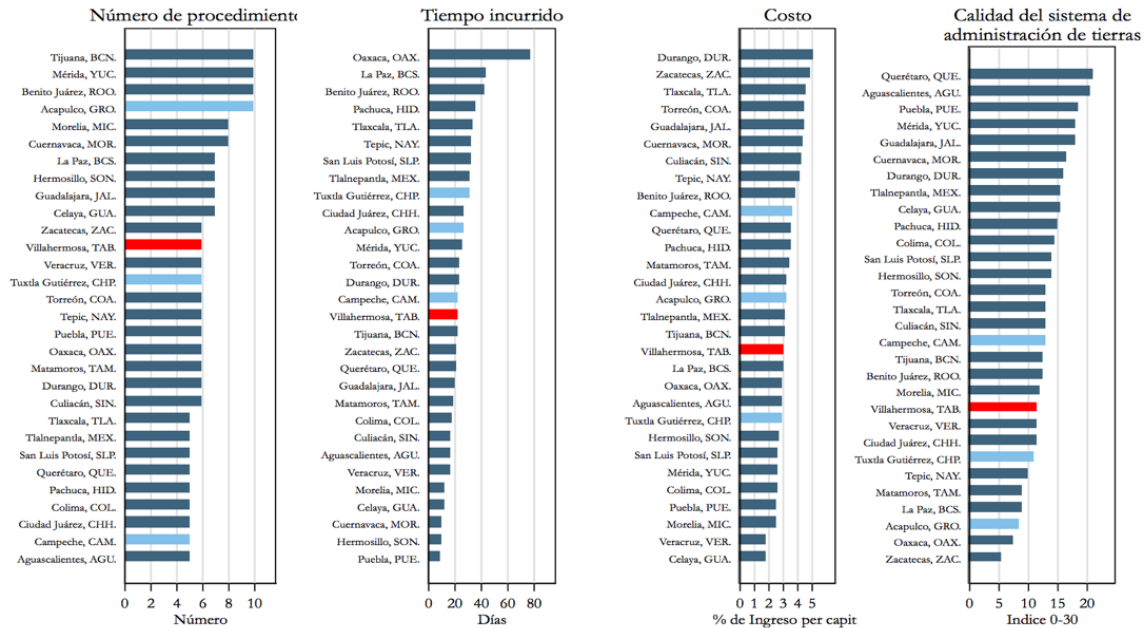 Número de procedimiento
Tijuana, BCN.
Mérida, YUC.
Benito Juárez, ROO.
Acapulco, GRO.
Morelia, MIC.
Cuernavaca, MOR.
La Paz, BCS.
Hermosillo, SON.
Guadalajara, JAL.
Celaya, GUA.
Zacatecas, ZAC.
Villahermosa, TAB.
Veracruz, VER.
Tuxtla Gutiérrez, CHP.
Torreón, COA.
Tepic, NAY.
Puebla, PUE.
Oaxaca, OAX.
Matamoros, TAM.
Durango, DUR.
Culiacán, SIN.
Tlaxcala, TLA.
Tlalnepantla, MEX.
San Luis Potosí, SLP.
Querétaro, QUE.
Pachuca, HID.
Colima, COL.
Ciudad Juárez, CHH.
Campeche, CAM.
Aguascalientes, AGU.
0 2 4 6 8 10
Número
Tiempo incurrido
Oaxaca, OAX.
La Paz, BCS.
Benito Juárez, ROO.
Pachuca, HID.
Tlaxcala, TLA.
Tepic, NAY.
San Luis Potosí, SLP.
Tlalnepantla, MEX.
Tuxtla Gutiérrez, CHP.
Ciudad Juárez, CHH.
Acapulco, GRO.
Mérida, YUC.
Torreón, COA.
Durango, DUR.
Campeche, CAM.
Villahermosa, TAB.
Tijuana, BCN.
Zacatecas, ZAC.
Querétaro, QUE.
Guadalajara, JAL.
Matamoros, TAM.
Colima, COL.
Culiacán, SIN.
Aguascalientes, AGU.
Veracruz, VER.
Morelia, MIC.
Celaya, GUA.
Cuernavaca, MOR.
Hermosillo, SON.
Puebla, PUE.
0 20 40 60 80
Días
Costo
Durango, DUR.
Zacatecas, ZAC.
Tlaxcala, TLA.
Torreón, COA.
Guadalajara, JAL.
Cuernavaca, MOR.
Culiacán, SIN.
Tepic, NAY.
Benito Juárez, ROO.
Campeche, CAM.
Querétaro, QUE.
Pachuca, HID.
Matamoros, TAM.
Ciudad Juárez, CHH.
Acapulco, GRO.
Tlalnepantla, MEX.
Tijuana, BCN.
Villahermosa, TAB.
La Paz, BCS.
Oaxaca, OAX.
Aguascalientes, AGU.
Tuxtla Gutiérrez, CHP.
Hermosillo, SON.
San Luis Potosí, SLP.
Mérida, YUC.
Colima, COL.
Puebla, PUE.
Morelia, MIC.
Veracruz, VER.
Celaya, GUA.
0 1 2 3 4 5
% de Ingreso per capit
Calidad del sistema de
administración de tierras
Querétaro, QUE.
Aguascalientes, AGU.
Puebla, PUE.
Mérida, YUC.
Guadalajara, JAL.
Cuernavaca, MOR.
Durango, DUR.
Tlalnepantla, MEX.
Celaya, GUA.
Pachuca, HID.
Colima, COL.
San Luis Potosí, SLP.
Hermosillo, SON.
Torreón, COA.
Tlaxcala, TLA.
Culiacán, SIN.
Campeche, CAM.
Tijuana, BCN.
Benito Juárez, ROO.
Morelia, MIC.
Villahermosa, TAB.
Veracruz, VER.
Ciudad Juárez, CHH.
Tuxtla Gutiérrez, CHP.
Tepic, NAY.
Matamoros, TAM.
La Paz, BCS.
Acapulco, GRO.
Oaxaca, OAX.
Zacatecas, ZAC.
0 5 10 15 20
Indice 0-30